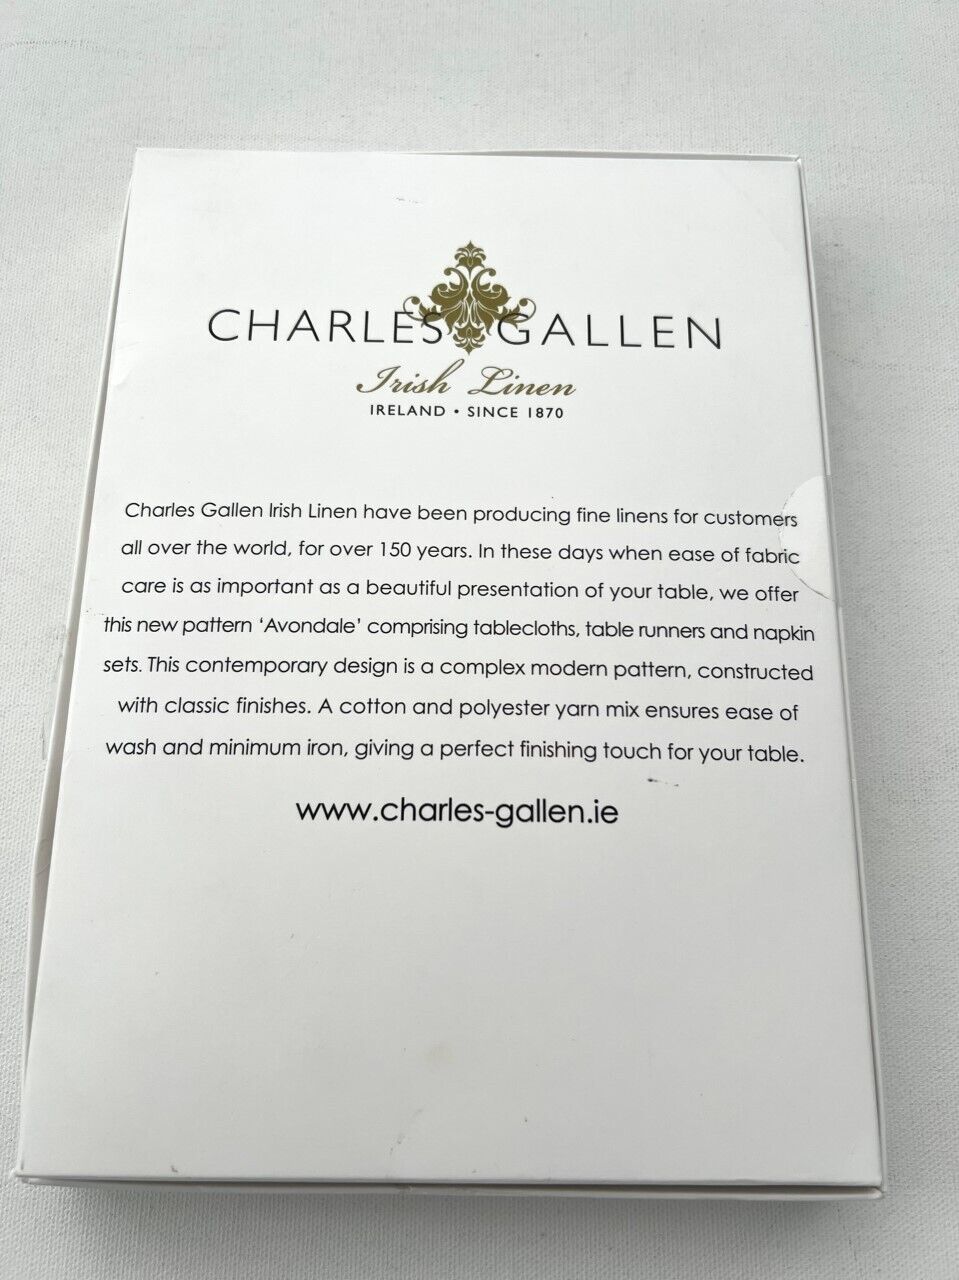 CHARLES GALLEN
Irish Linen
IRELAND • SINCE 1870
Charles Gallen Irish Linen have been producing fine linens for customers
all over the world, for over 150 years. In these days when ease of fabric
care is as important as a beautiful presentation of your table, we offer
this new pattern ‘Avondale’ comprising tablecloths, table runners and napkin
sets. This contemporary design is a complex modern pattern, constructed
with classic finishes. A cotton and polyester yarn mix ensures ease of
wash and minimum iron, giving a perfect finishing touch for your table.
www.charles-gallen.ie